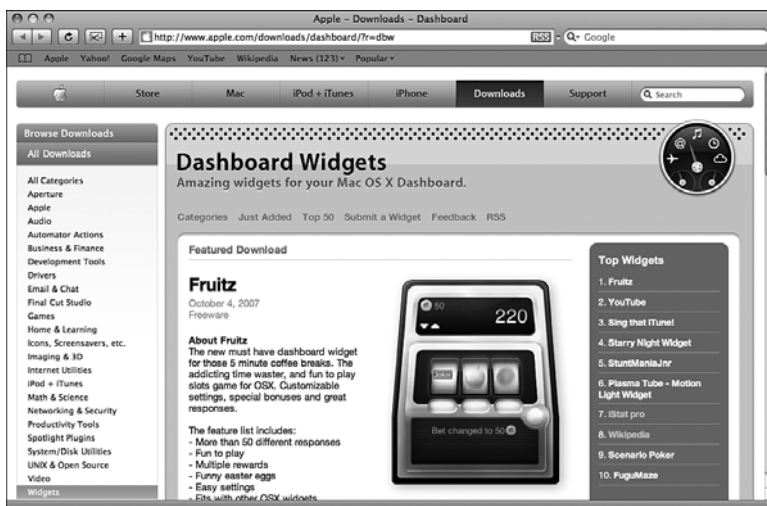 Apple – Downloads – Dashboard
http://www.apple.com/downloads/dashboard/?r=dbw
RSS
Google
Apple Yahoo! Google Maps YouTube Wikipedia News (123) Popular
Store Mac iPod + iTunes iPhone Downloads Support Search
Browse Downloads
All Downloads
All Categories
Aperture
Apple
Audio
Automator Actions
Business & Finance
Development Tools
Drivers
Email & Chat
Final Cut Studio
Games
Home & Learning
Icons, Screensavers, etc.
Imaging & 3D
Internet Utilities
iPod + iTunes
Math & Science
Networking & Security
Productivity Tools
Spotlight Plugins
System/Disk Utilities
UNIX & Open Source
Video
Widgets
Dashboard Widgets
Amazing widgets for your Mac OS X Dashboard.
Categories Just Added Top 50 Submit a Widget Feedback RSS
Featured Download
Fruitz
October 4, 2007
Freeware
About Fruitz
The new must have dashboard widget
for those 5 minute coffee breaks. The
addicting time waster, and fun to play
slots game for OSX. Customizable
settings, special bonuses and great
responses.
The feature list includes:
- More than 50 different responses
- Fun to play
- Multiple rewards
- Funny easter eggs
- Easy settings
- Fits with other OSX widgets
50
220
Joker
Bet changed to 50
Top Widgets
1. Fruitz
2. YouTube
3. Sing that iTune!
4. Starry Night Widget
5. StuntManiaJnr
6. Plasma Tube - Motion
Light Widget
7. iStat pro
8. Wikipedia
9. Scenario Poker
10. FuguMaze